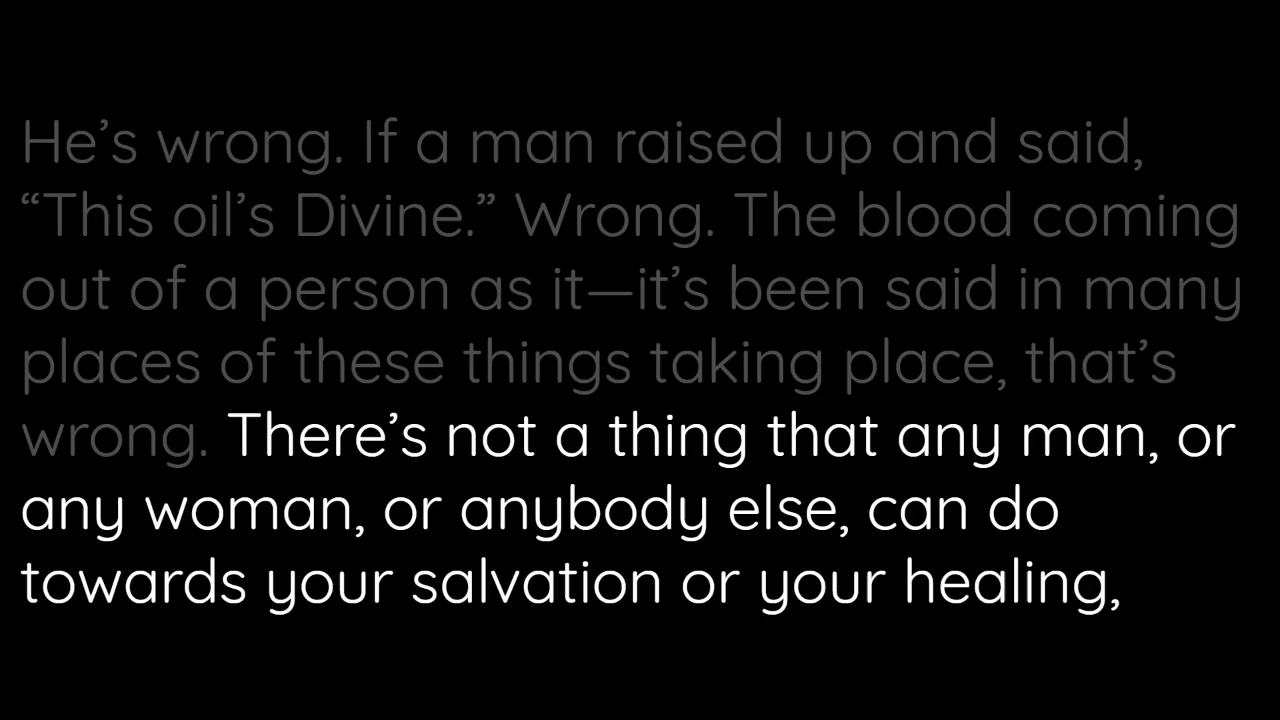 He’s wrong. If a man raised up and said,
“This oil’s Divine.” Wrong. The blood coming
out of a person as it—it’s been said in many
places of these things taking place, that’s
wrong. There’s not a thing that any man, or
any woman, or anybody else, can do
towards your salvation or your healing,